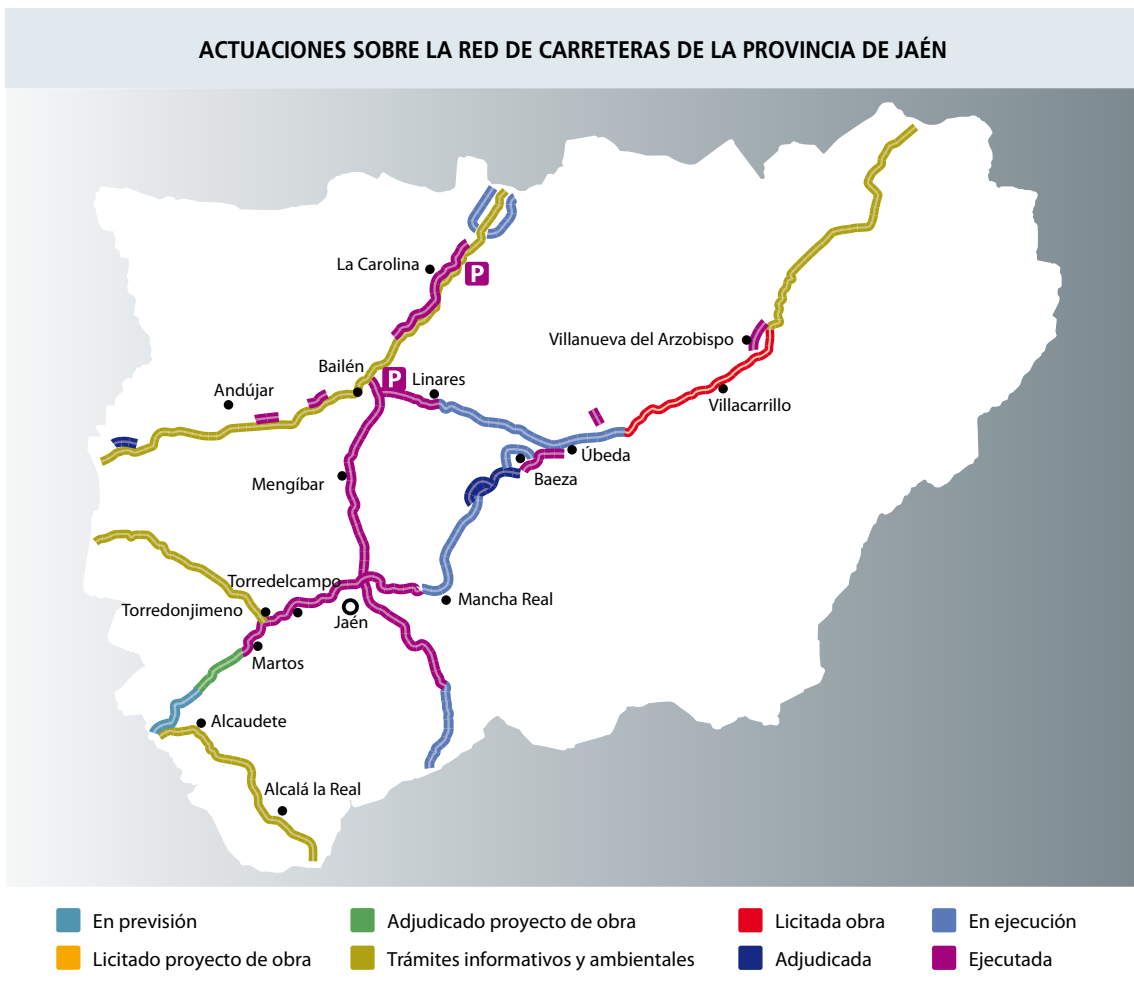 ACTUACIONES SOBRE LA RED DE CARRETERAS DE LA PROVINCIA DE JAÉN
La Carolina
P
Villanueva del Arzobispo
Bailén
P
Linares
Andújar
Villacarrillo
Úbeda
Mengíbar
Baeza
Torredelcampo
Torredonjimeno
Mancha Real
Jaén
Martos
Alcaudete
Alcalá la Real
En previsión
Adjudicado proyecto de obra
Licitada obra
En ejecución
Licitado proyecto de obra
Trámites informativos y ambientales
Adjudicada
Ejecutada